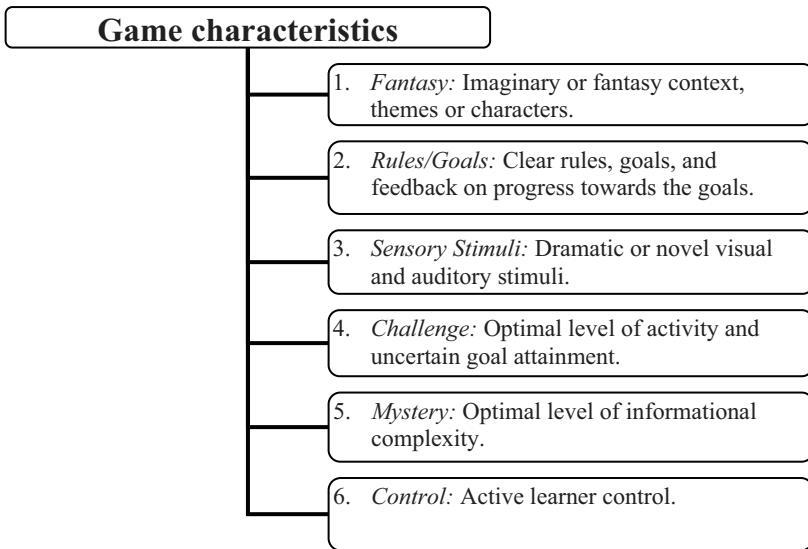 Game characteristics
1. Fantasy: Imaginary or fantasy context,
themes or characters.
2. Rules/Goals: Clear rules, goals, and
feedback on progress towards the goals.
3. Sensory Stimuli: Dramatic or novel visual
and auditory stimuli.
4. Challenge: Optimal level of activity and
uncertain goal attainment.
5. Mystery: Optimal level of informational
complexity.
6. Control: Active learner control.